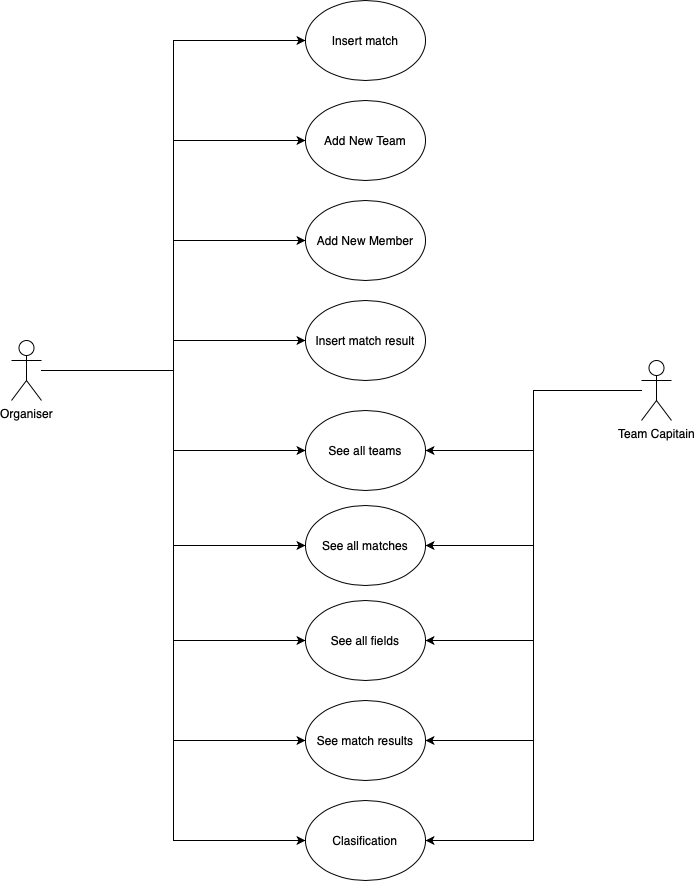 Insert match
Add New Team
Add New Member
Insert match result
Organiser
Team Capitain
See all teams
See all matches
See all fields
See match results
Clasification